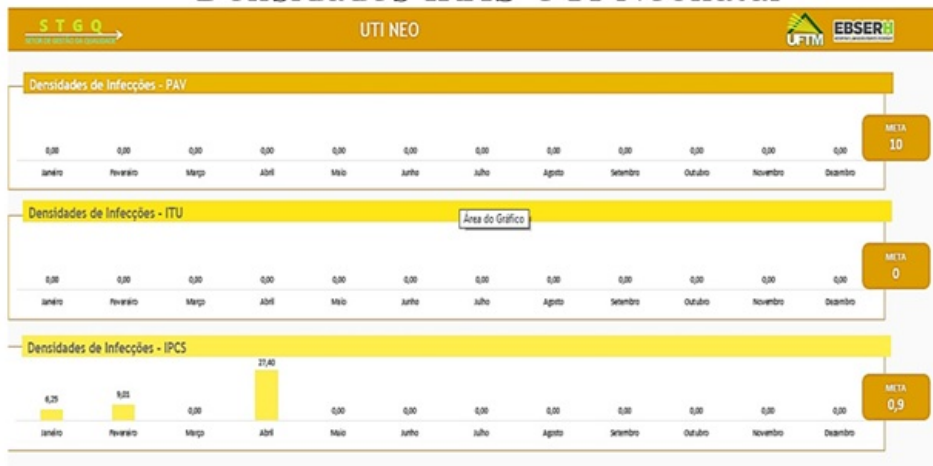 S T G Q
UTI NEO
UFTM
EBSERH
Densidades de Infecções - PAV
META
10
0,00 0,00 0,00 0,00 0,00 0,00 0,00 0,00 0,00 0,00 0,00 0,00
Janeiro Fevereiro Março Abril Maio Junho Julho Agosto Setembro Outubro Novembro Dezembro
Densidades de Infecções - ITU
Área do Gráfico
META
0
0,00 0,00 0,00 0,00 0,00 0,00 0,00 0,00 0,00 0,00 0,00 0,00
Janeiro Fevereiro Março Abril Maio Junho Julho Agosto Setembro Outubro Novembro Dezembro
Densidades de Infecções - IPCS
META
0,9
6,25 9,01 0,00 27,40 0,00 0,00 0,00 0,00 0,00 0,00 0,00 0,00
Janeiro Fevereiro Março Abril Maio Junho Julho Agosto Setembro Outubro Novembro Dezembro